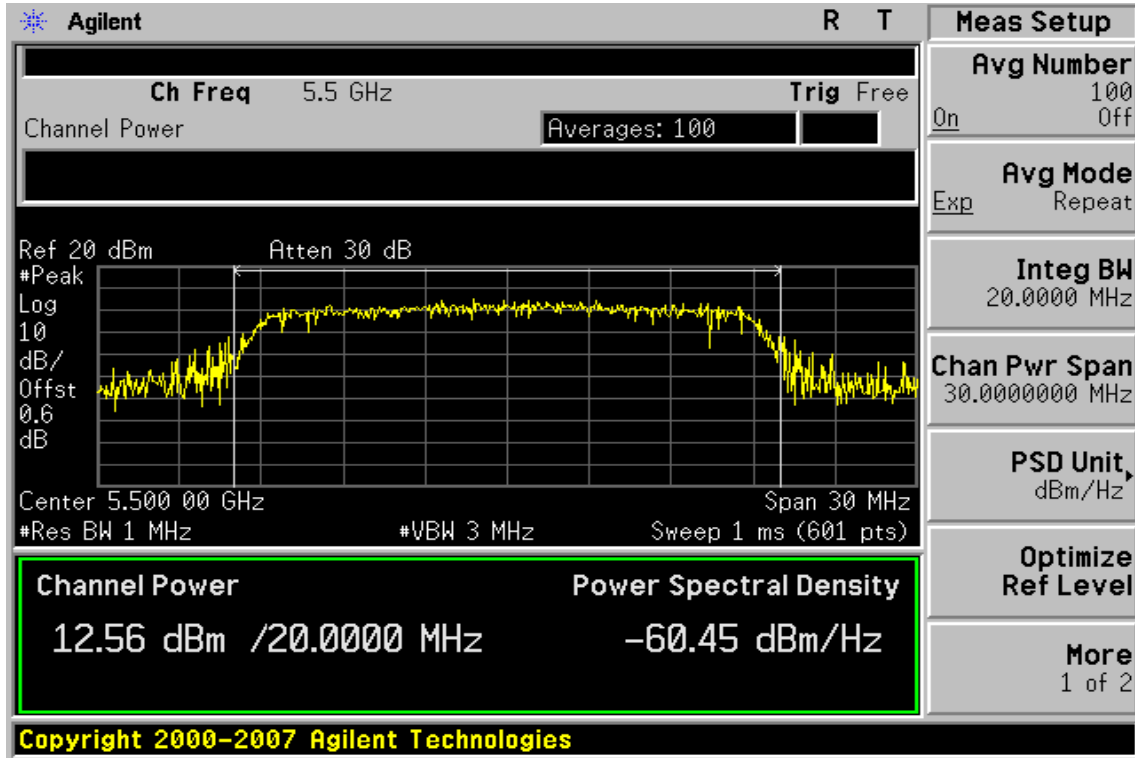 Agilent R T
Ch Freq 5.5 GHz Trig Free
Channel Power Averages: 100
Ref 20 dBm Atten 30 dB
#Peak
Log
10
dB/
Offst
0.6
dB
Center 5.500 00 GHz Span 30 MHz
#Res BW 1 MHz #VBW 3 MHz Sweep 1 ms (601 pts)
Channel Power Power Spectral Density
12.56 dBm /20.0000 MHz -60.45 dBm/Hz
Copyright 2000-2007 Agilent Technologies
Meas Setup
Avg Number
100
On Off
Avg Mode
Exp Repeat
Integ BW
20.0000 MHz
Chan Pwr Span
30.0000000 MHz
PSD Unit
dBm/Hz
Optimize
Ref Level
More
1 of 2